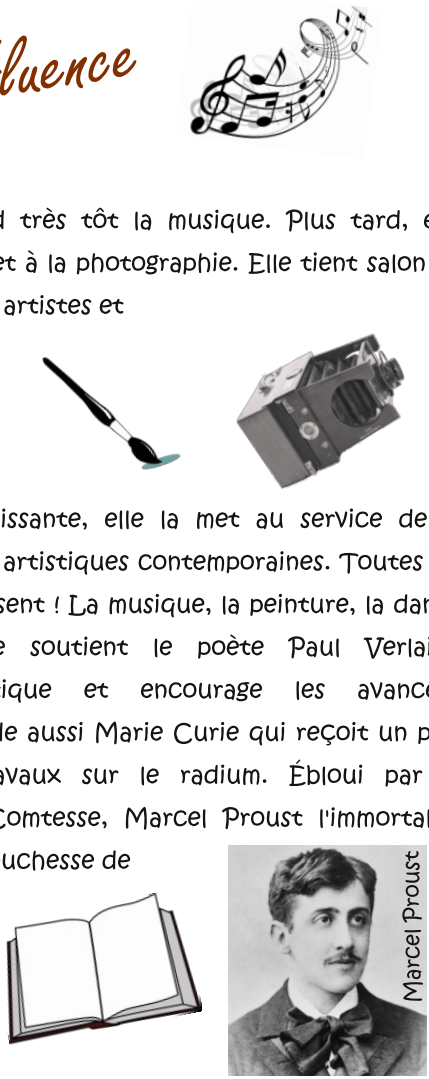 luence
très tôt la musique. Plus tard,
et à la photographie. Elle tient salon
artistes et
issante, elle la met au service de
artistiques contemporaines. Toutes
sent ! La musique, la peinture, la dan
soutient le poète Paul Verlai
ique et encourage les avance
le aussi Marie Curie qui reçoit un p
avaux sur le radium. Ébloui par
Comtesse, Marcel Proust l'immortal
uchesse de
Marcel Proust